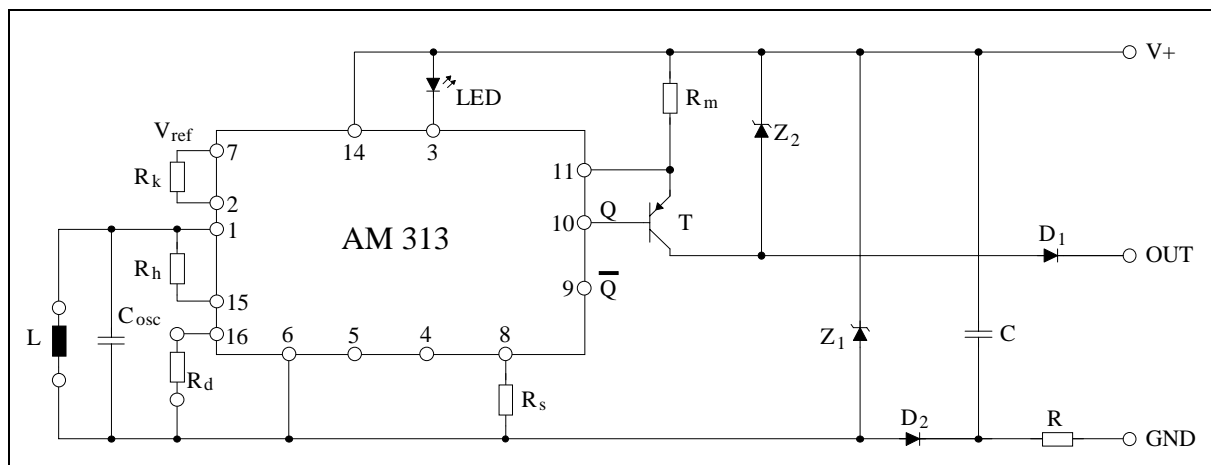 V+
LED
Rm
Vref
Z2
7
14
3
Rk
11
2
1
10
Q
T
AM 313
D1
OUT
Rh
9
Q
15
Cosc
16
6
5
4
8
L
Z1
C
Rd
Rs
D2
R
GND